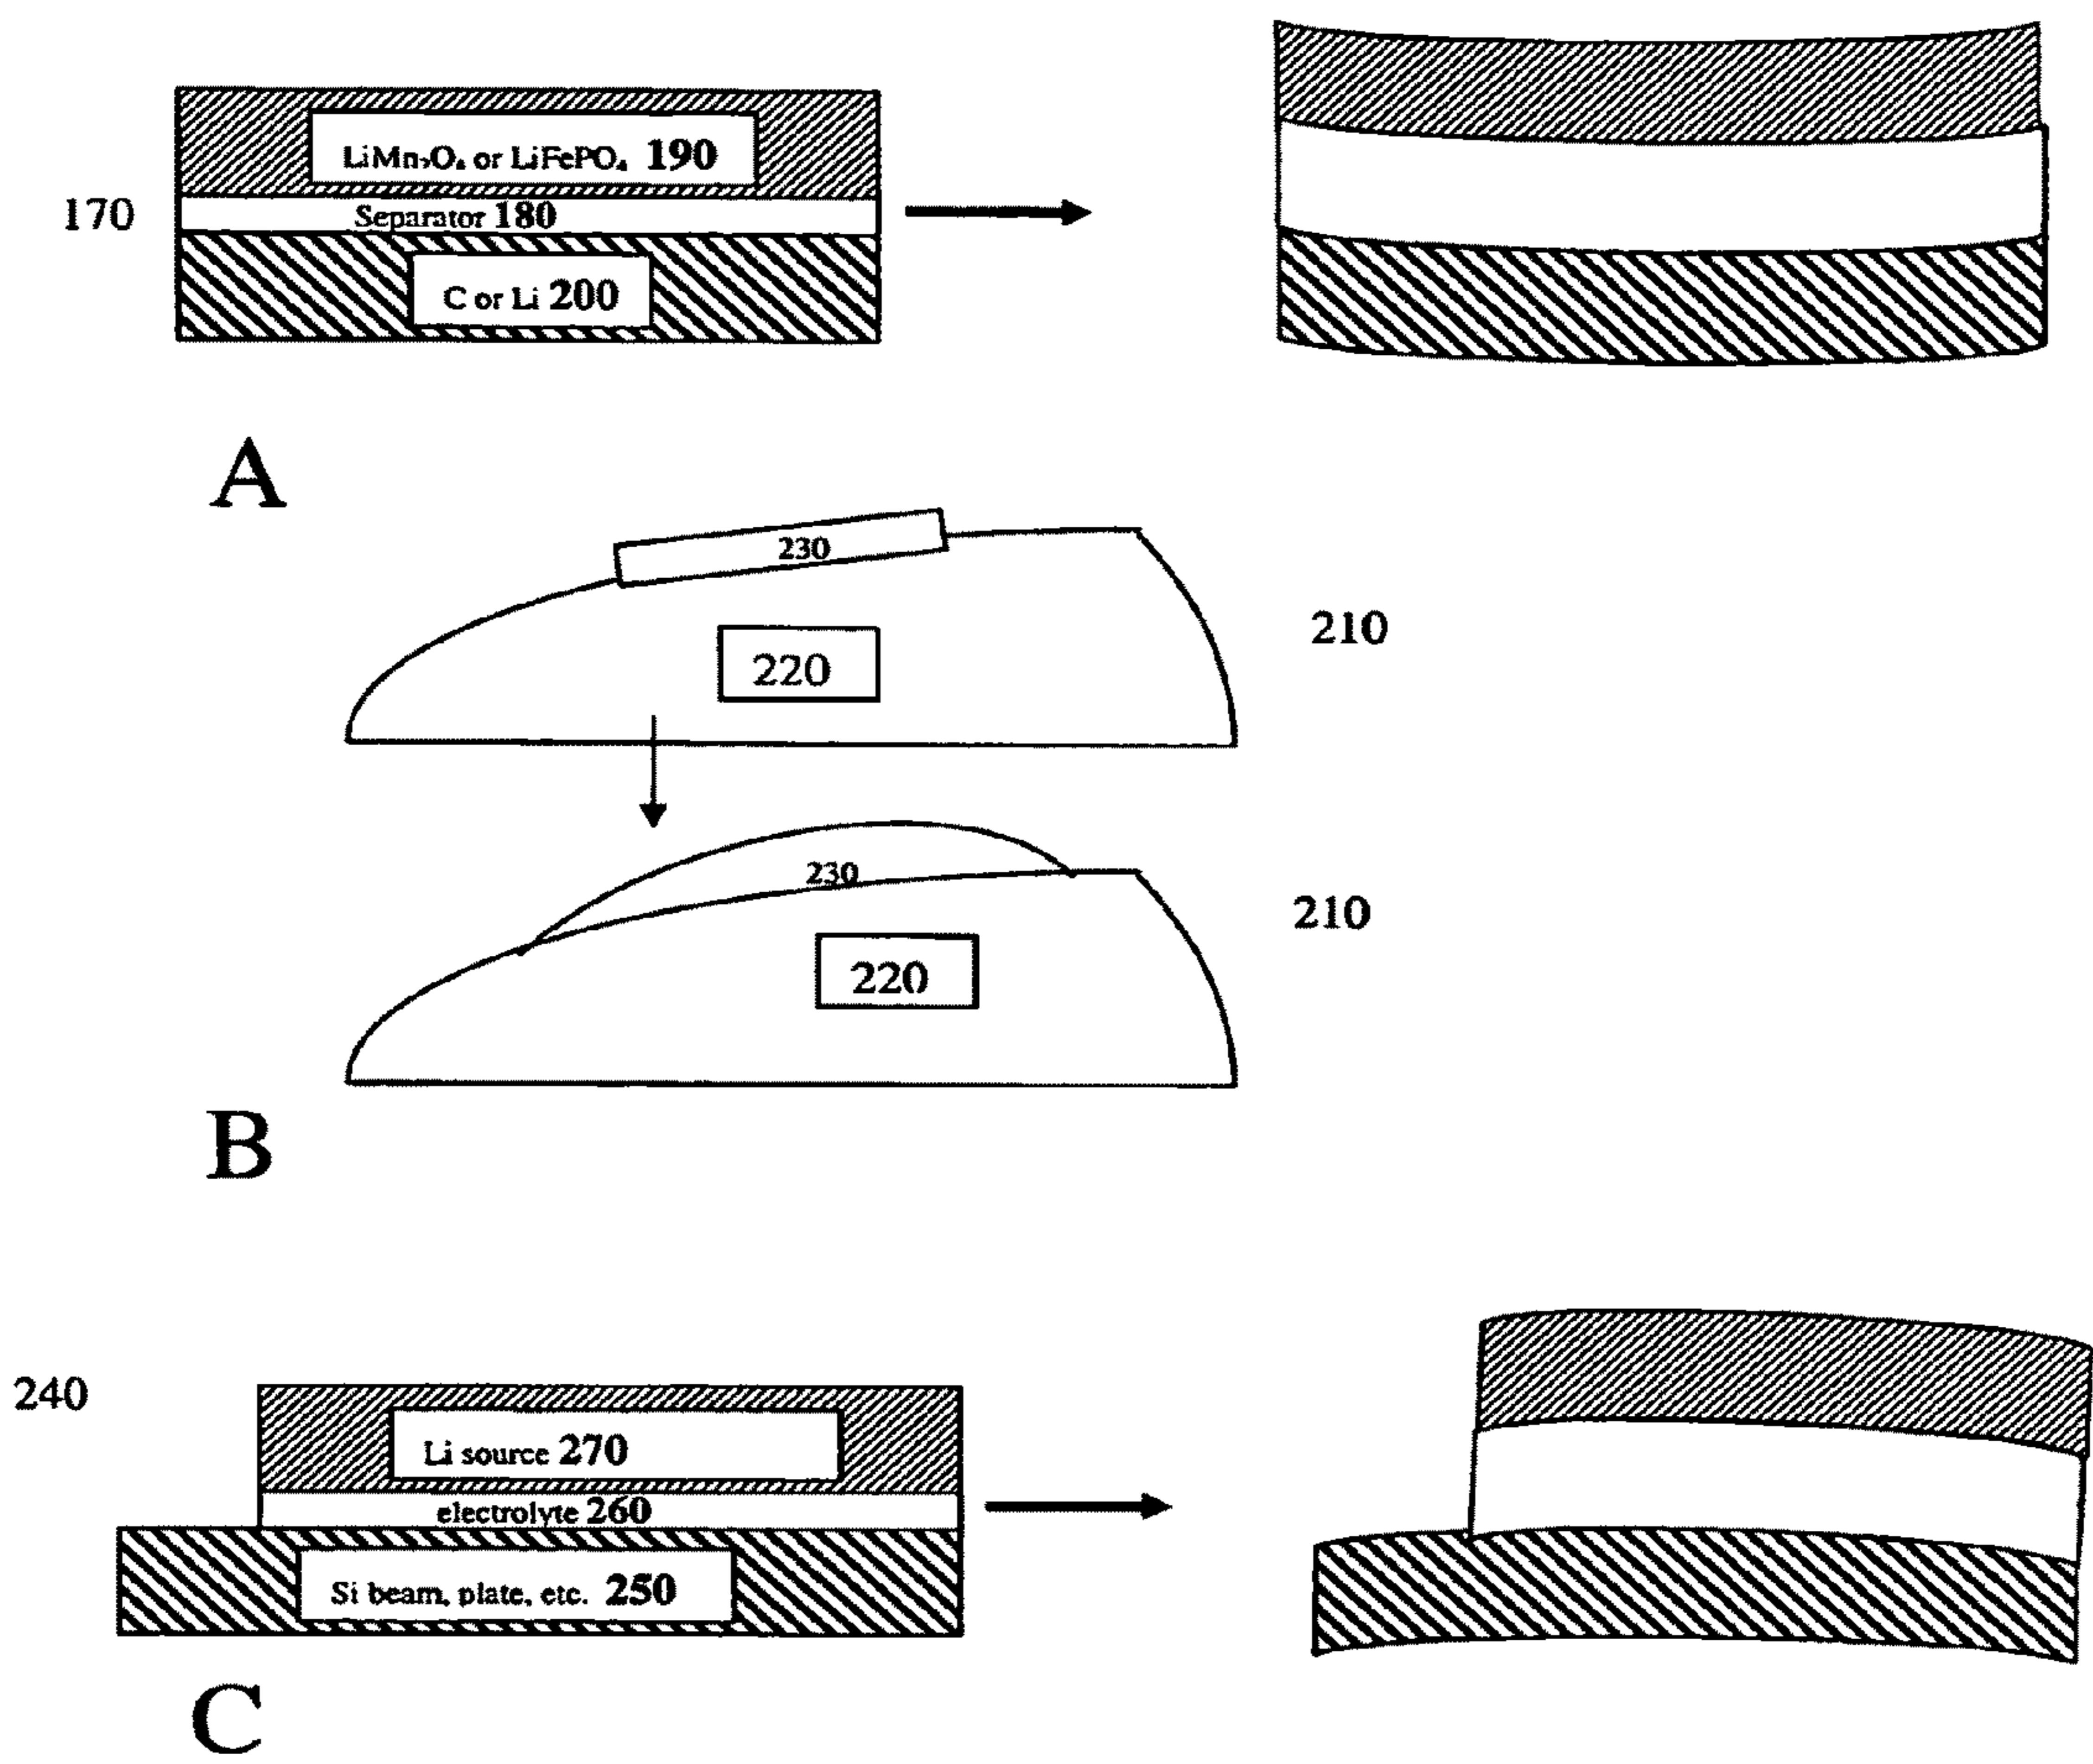 LiMn₂O₄ or LiFePO₄ 190
170
Separator 180
C or Li 200
A
230
210
220
230
210
220
B
240
Li source 270
electrolyte 260
Si beam, plate, etc. 250
C